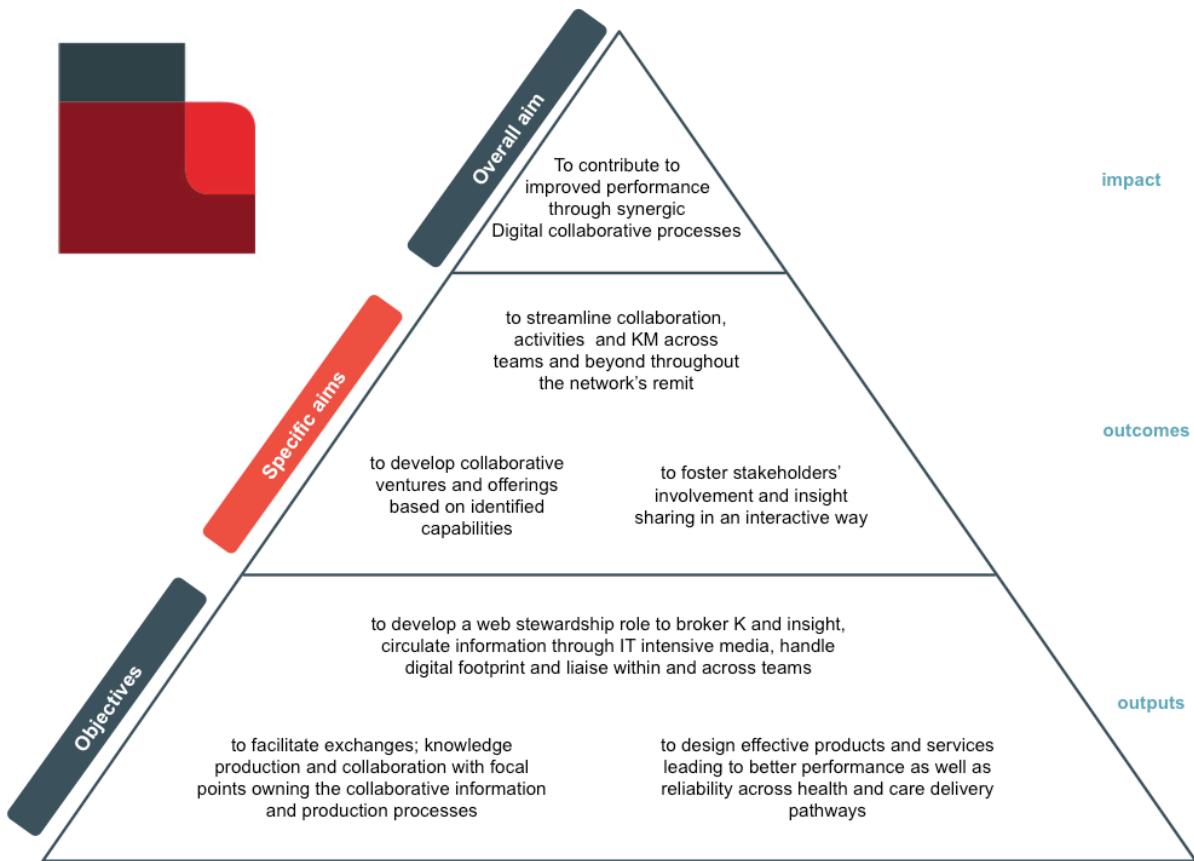 Overall aim
To contribute to
improved performance
through synergic
Digital collaborative processes
impact
Specific aims
to streamline collaboration,
activities  and KM across
teams and beyond throughout
the network’s remit
outcomes
to develop collaborative
ventures and offerings
based on identified
capabilities
to foster stakeholders’
involvement and insight
sharing in an interactive way
Objectives
to develop a web stewardship role to broker K and insight,
circulate information through IT intensive media, handle
digital footprint and liaise within and across teams
outputs
to facilitate exchanges; knowledge
production and collaboration with focal
points owning the collaborative information
and production processes
to design effective products and services
leading to better performance as well as
reliability across health and care delivery
pathways